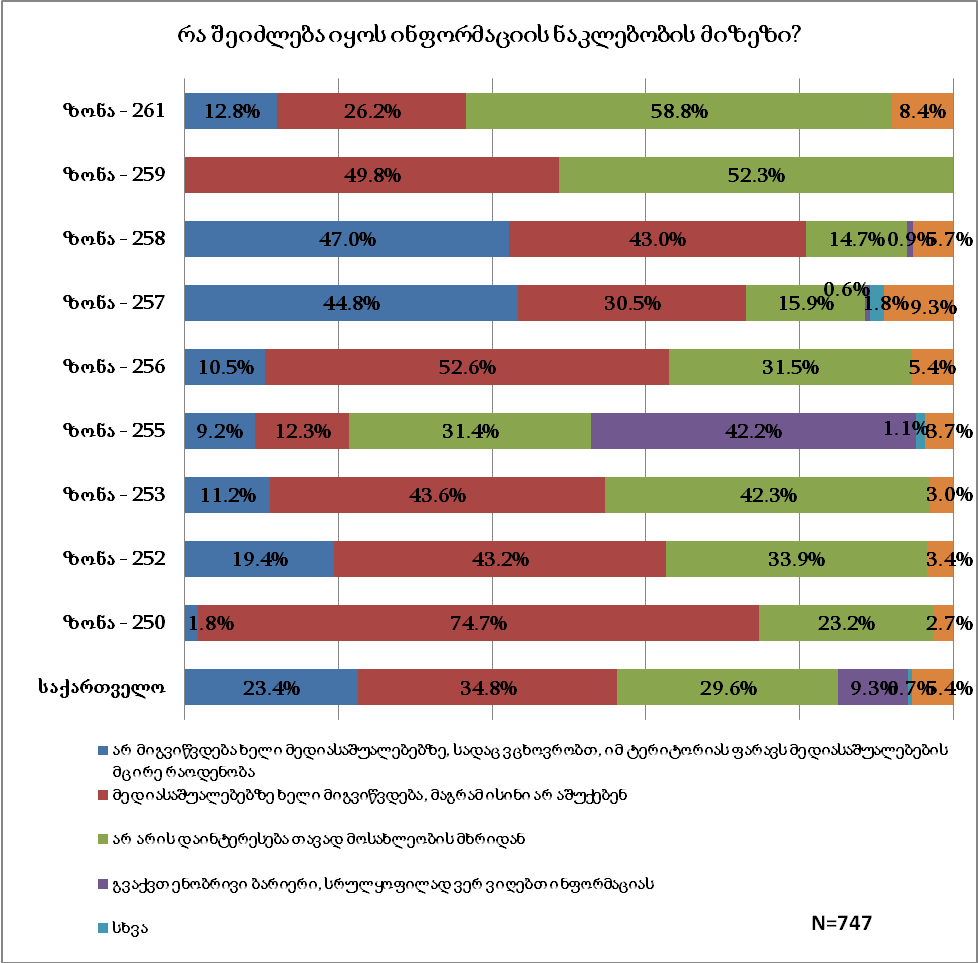 რა შეიძლება იყოს ინფორმაციის ნაკლებობის მიზეზი?
ზონა - 261 12.8% 26.2% 58.8% 8.4%
ზონა - 259 49.8% 52.3%
ზონა - 258 47.0% 43.0% 14.7% 0.9% 5.7%
ზონა - 257 44.8% 30.5% 15.9% 0.6% 1.8% 9.3%
ზონა - 256 10.5% 52.6% 31.5% 5.4%
ზონა - 255 9.2% 12.3% 31.4% 42.2% 1.1% 3.7%
ზონა - 253 11.2% 43.6% 42.3% 3.0%
ზონა - 252 19.4% 43.2% 33.9% 3.4%
ზონა - 250 1.8% 74.7% 23.2% 2.7%
საქართველო 23.4% 34.8% 29.6% 9.3% 0.7% 5.4%
არ მიგვიწვდება ხელი მედიასაშუალებებზე, სადაც ვცხოვრობთ, იმ ტერიტორიას ფარავს მედიასაშუალებების
მცირე რაოდენობა
მედიასაშუალებებზე ხელი მიგვიწვდება, მაგრამ ისინი არ აშუქებენ
არ არის დაინტერესება თავად მოსახლეობის მხრიდან
გვაქვთ ენობრივი ბარიერი, სრულყოფილად ვერ ვიღებთ ინფორმაციას
სხვა
N=747